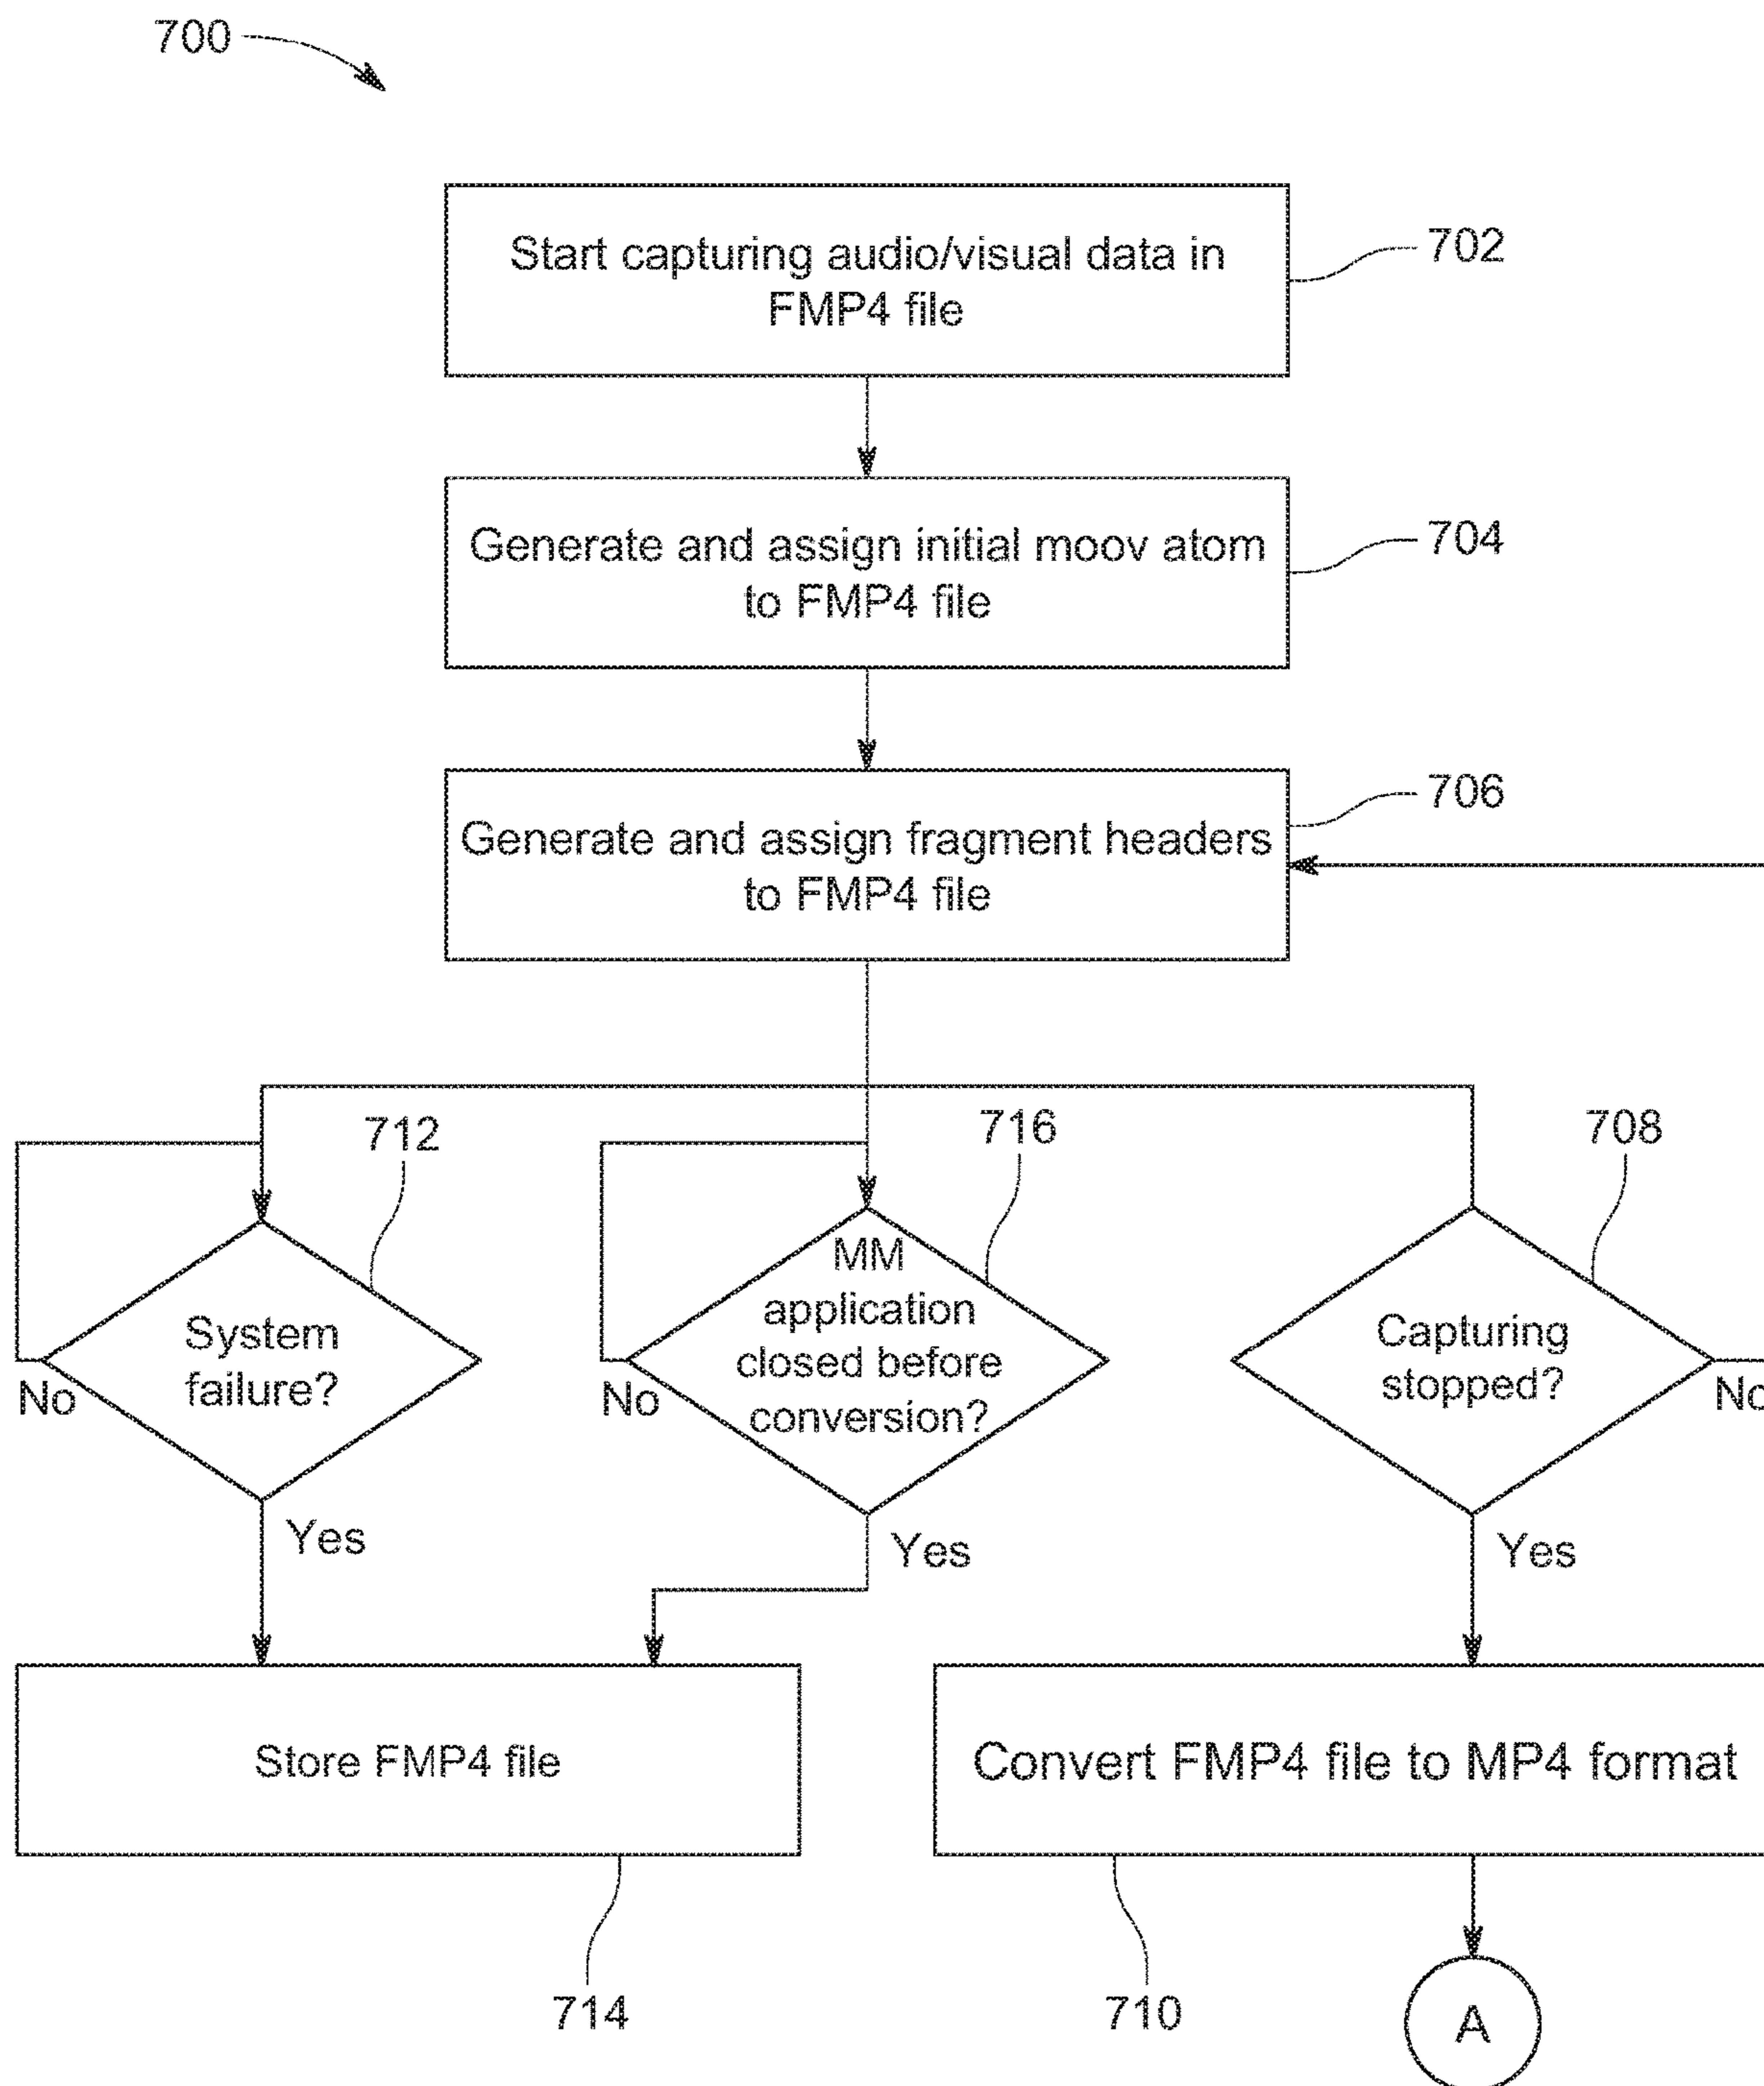 700
Start capturing audio/visual data in
FMP4 file
702
Generate and assign initial moov atom
to FMP4 file
704
Generate and assign fragment headers
to FMP4 file
706
712
716
708
System
failure?
No
Yes
MM
application
closed before
conversion?
No
Yes
Capturing
stopped?
No
Yes
Store FMP4 file
714
Convert FMP4 file to MP4 format
710
A